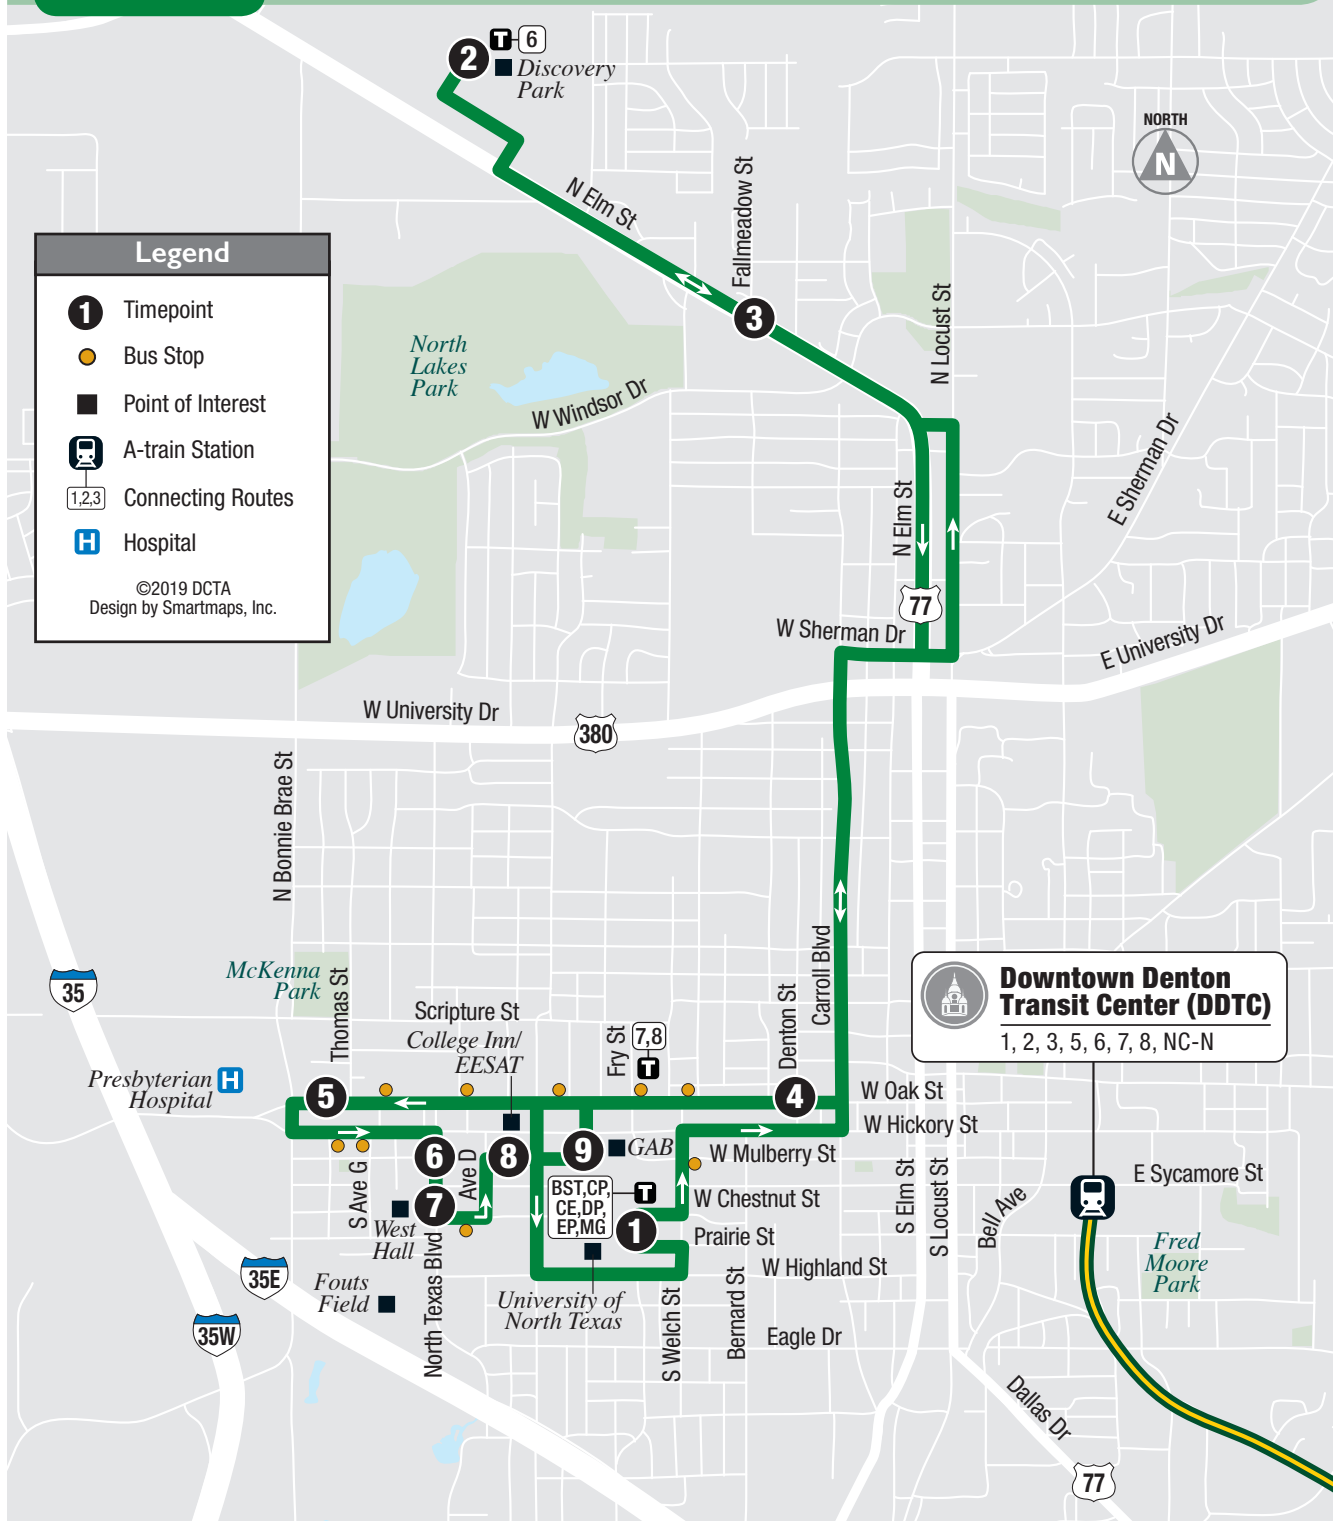 2
T
6
Discovery
Park
NORTH
N
N Elm St
Fallmeadow St
3
N Locust St
Legend
1
Timepoint
Bus Stop
Point of Interest
A-train Station
1,2,3
Connecting Routes
H
Hospital
©2019 DCTA
Design by Smartmaps, Inc.
North
Lakes
Park
W Windsor Dr
E Sherman Dr
N Elm St
77
W Sherman Dr
E University Dr
W University Dr
380
N Bonnie Brae St
35
McKenna
Park
Thomas St
Scripture St
College Inn/
EESAT
Fry St
7,8
T
Denton St
Carroll Blvd
Downtown Denton
Transit Center (DDTC)
1, 2, 3, 5, 6, 7, 8, NC-N
Presbyterian
Hospital
H
5
4
W Oak St
W Hickory St
6
Ave D
8
9
GAB
W Mulberry St
S Ave G
7
West
Hall
BST,CP,
CE,DP,
EP,MG
T
1
W Chestnut St
Prairie St
S Elm St
S Locust St
Bell Ave
E Sycamore St
W Highland St
Fred
Moore
Park
35E
Fouts
Field
North Texas Blvd
University of
North Texas
S Welch St
Bernard St
Eagle Dr
35W
Dallas Dr
77